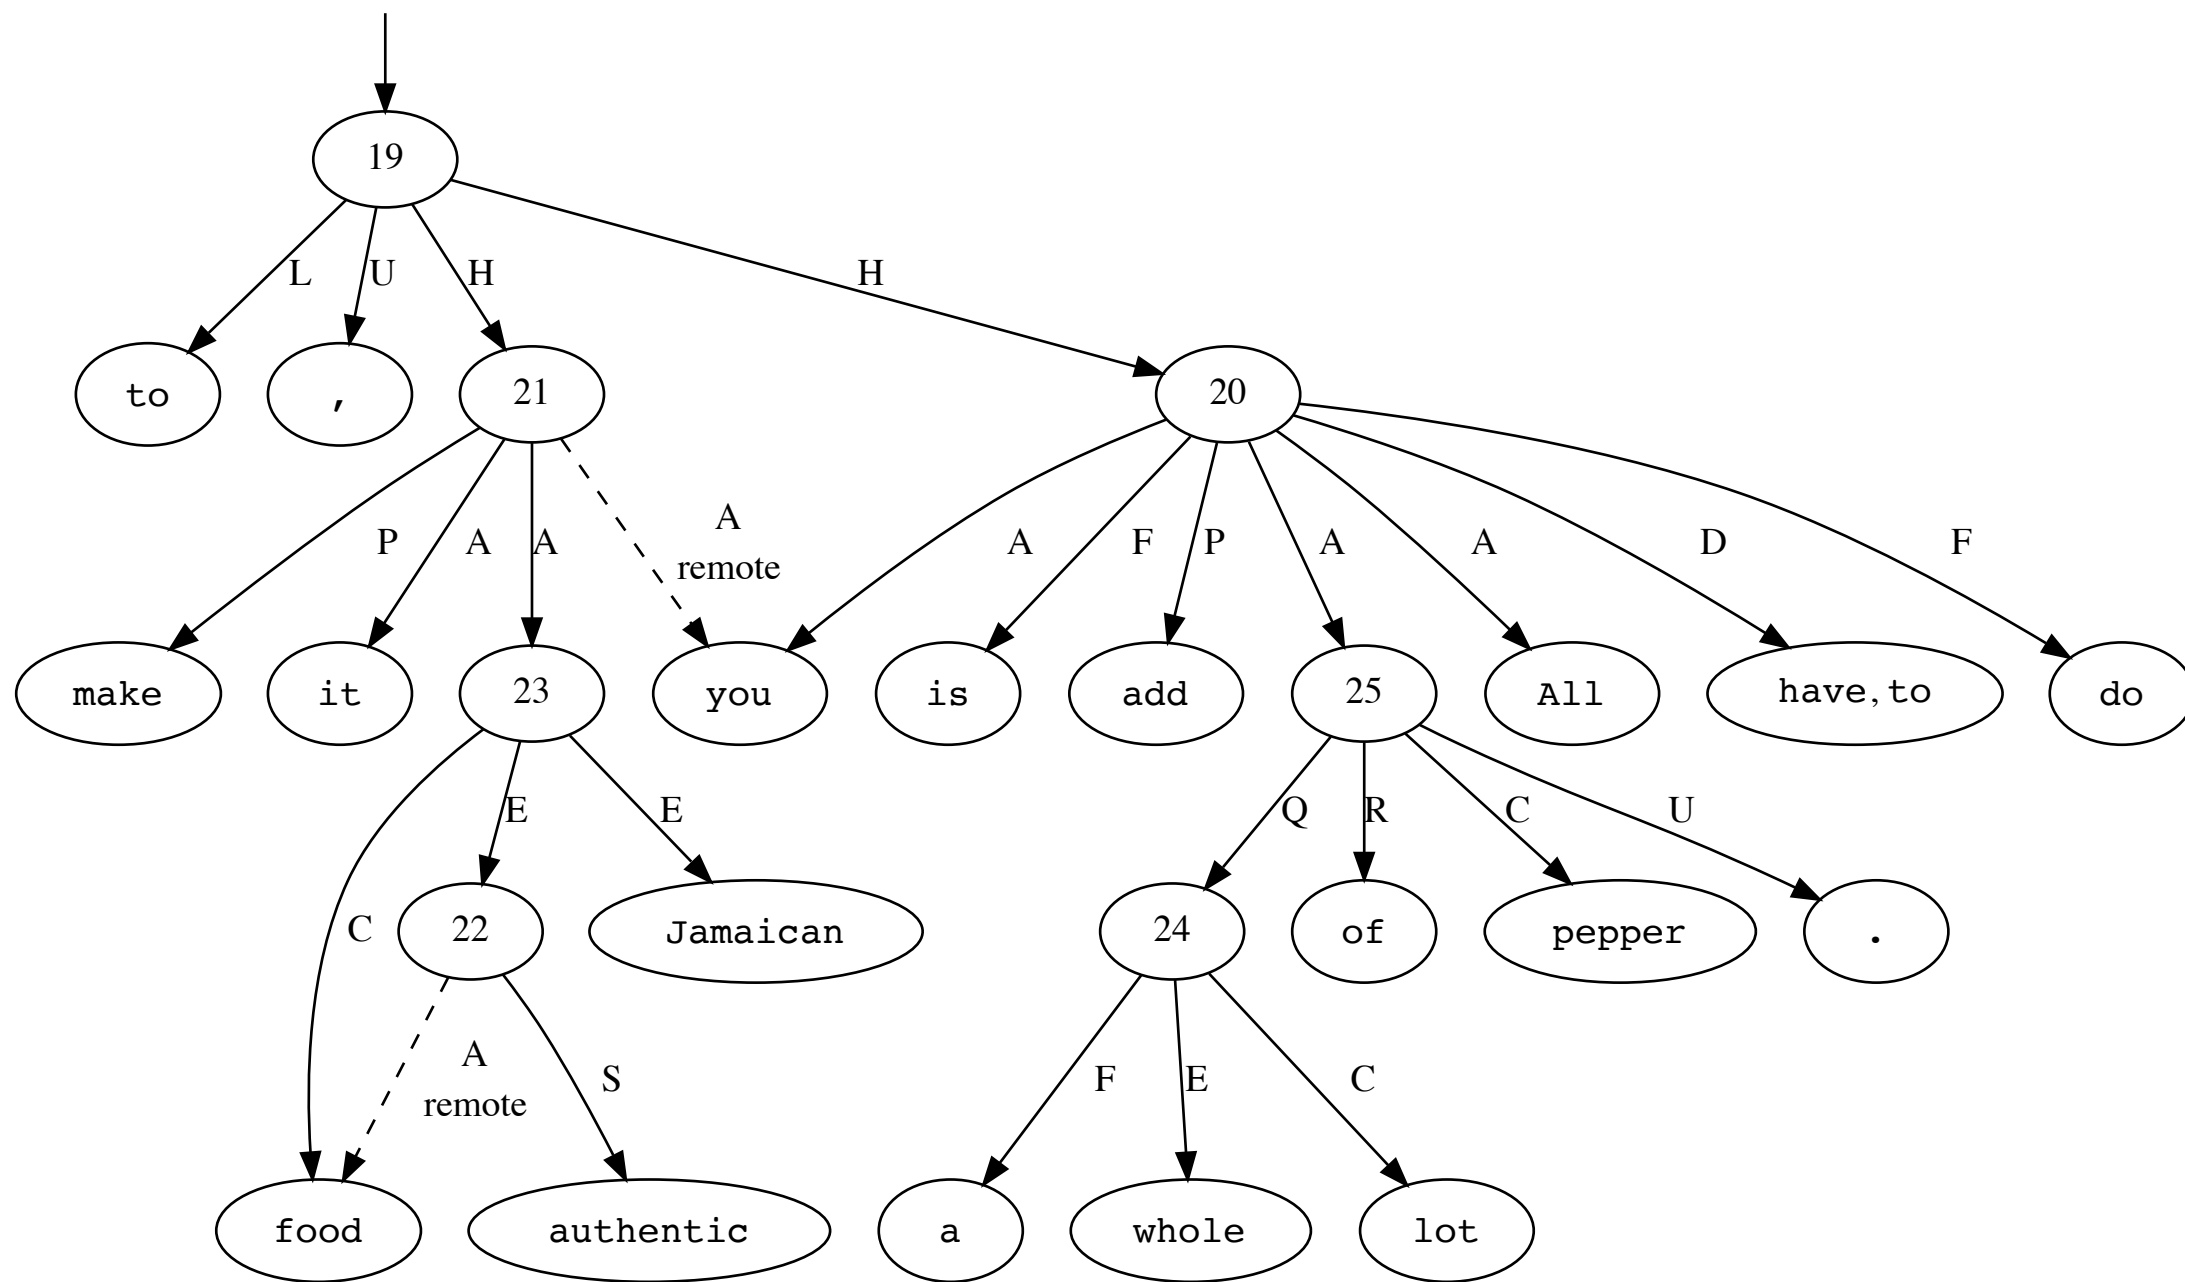 19
L U H H
to , 21 20
A
remote
P A A A F P A A D F
make it 23 you is add 25 All have, to do
C E E Q R C U
22 Jamaican 24 of pepper .
A
remote
S F E C
food authentic a whole lot